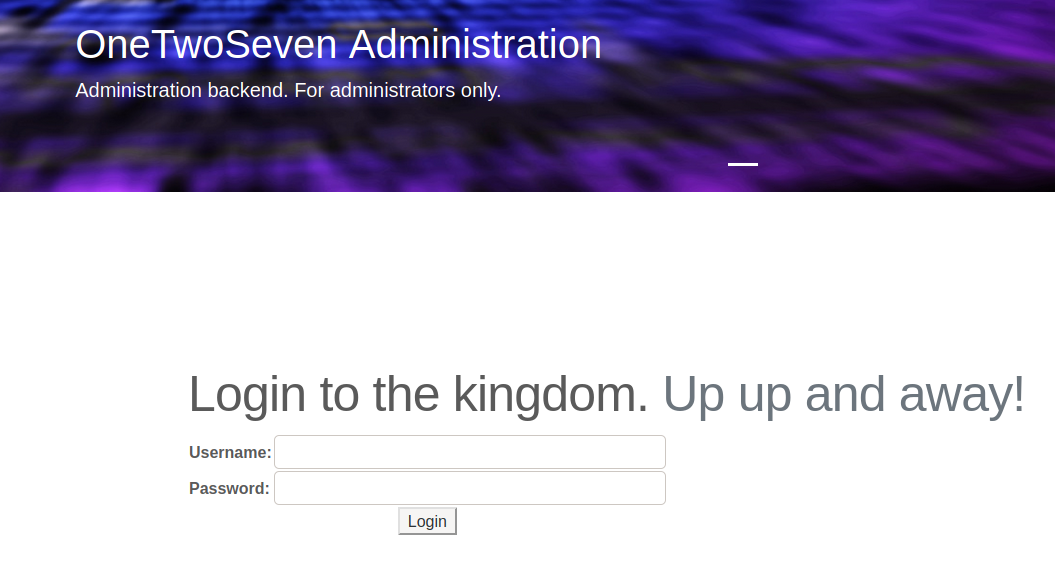 OneTwoSeven Administration
Administration backend. For administrators only.
Login to the kingdom. Up up and away!
Username:
Password:
Login